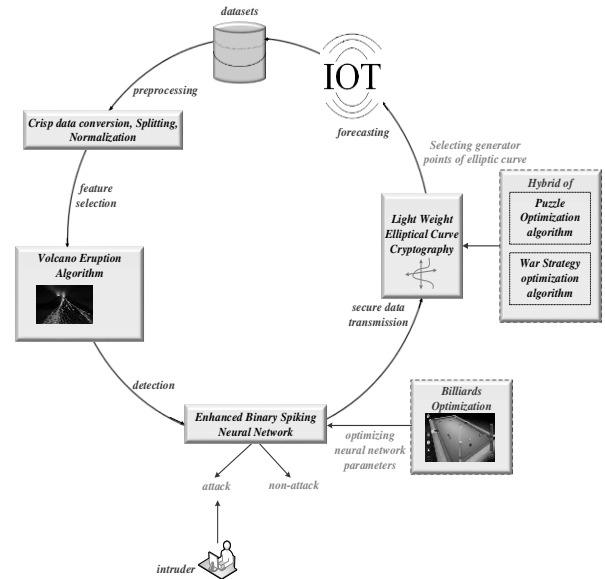 datasets
IOT
preprocessing
Crisp data conversion, Splitting,
Normalization
forecasting
Selecting generator
points of elliptic curve
feature
selection
Hybrid of
Puzzle
Optimization
algorithm
War Strategy
optimization
algorithm
Light Weight
Elliptical Curve
Cryptography
Volcano Eruption
Algorithm
secure data
transmission
detection
Billiards
Optimization
Enhanced Binary Spiking
Neural Network
optimizing
neural network
parameters
attack
non-attack
intruder